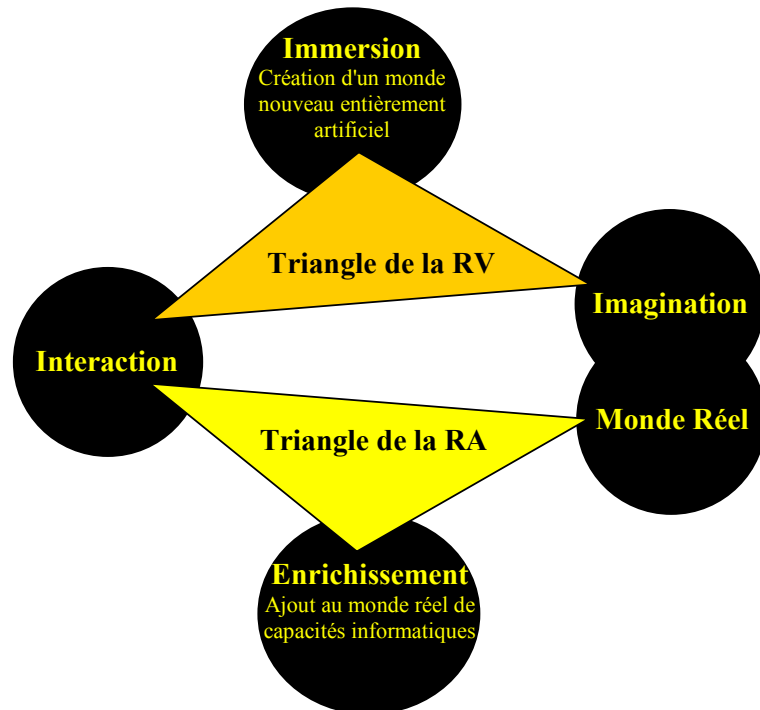 Immersion
Création d'un monde
nouveau entièrement
artificiel
Triangle de la RV
Imagination
Interaction
Monde Réel
Triangle de la RA
Enrichissement
Ajout au monde réel de
capacités informatiques